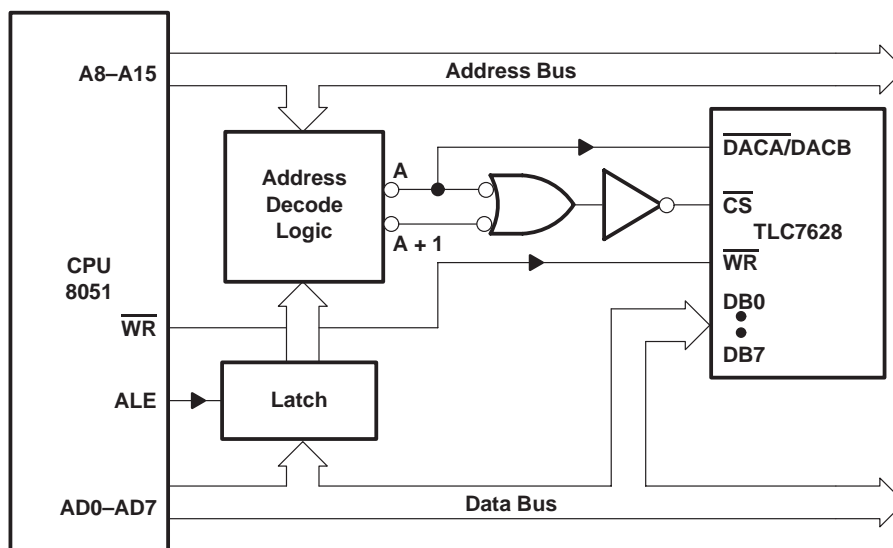 A8–A15
Address Bus
A
DACA/DACB
Address
Decode
Logic
CS
TLC7628
A + 1
CPU
8051
WR
WR
DB0
DB7
ALE
Latch
AD0–AD7
Data Bus